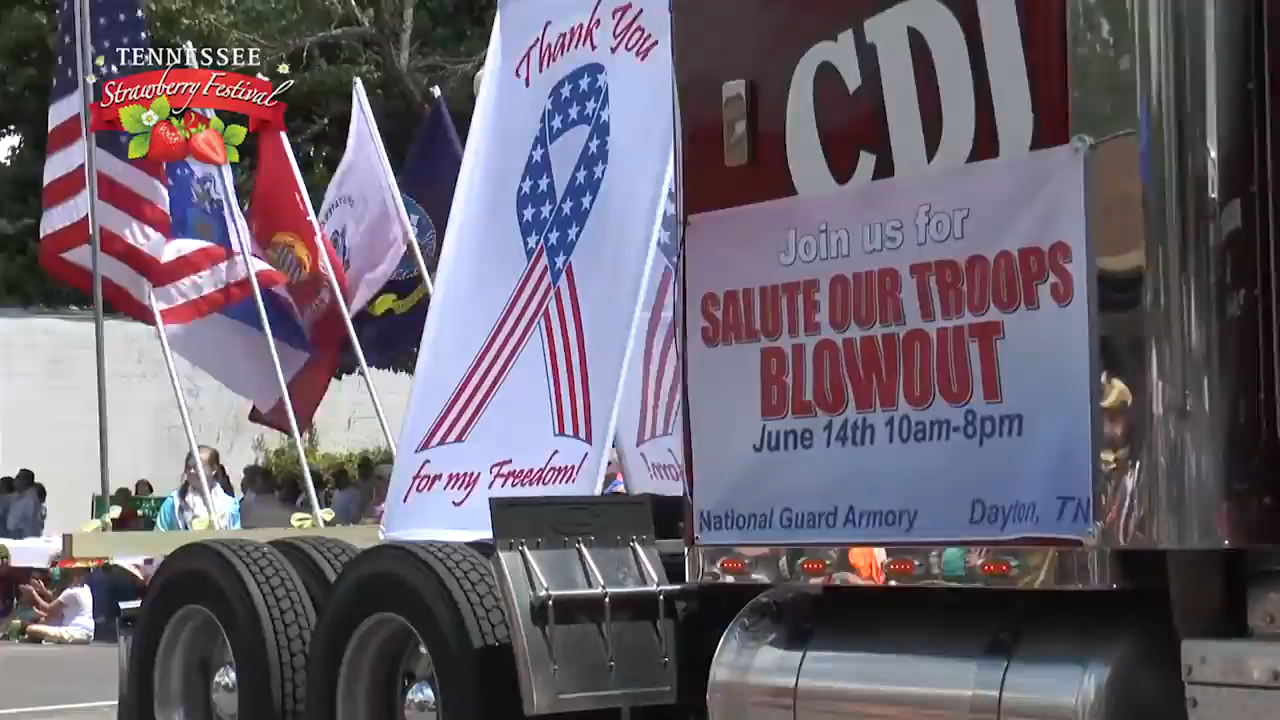 TENNESSEE
Strawberry Festival
Thank You
for my Freedom!
CDI
Join us for
SALUTE OUR TROOPS
BLOWOUT
June 14th 10am-8pm
National Guard Armory Dayton, TN